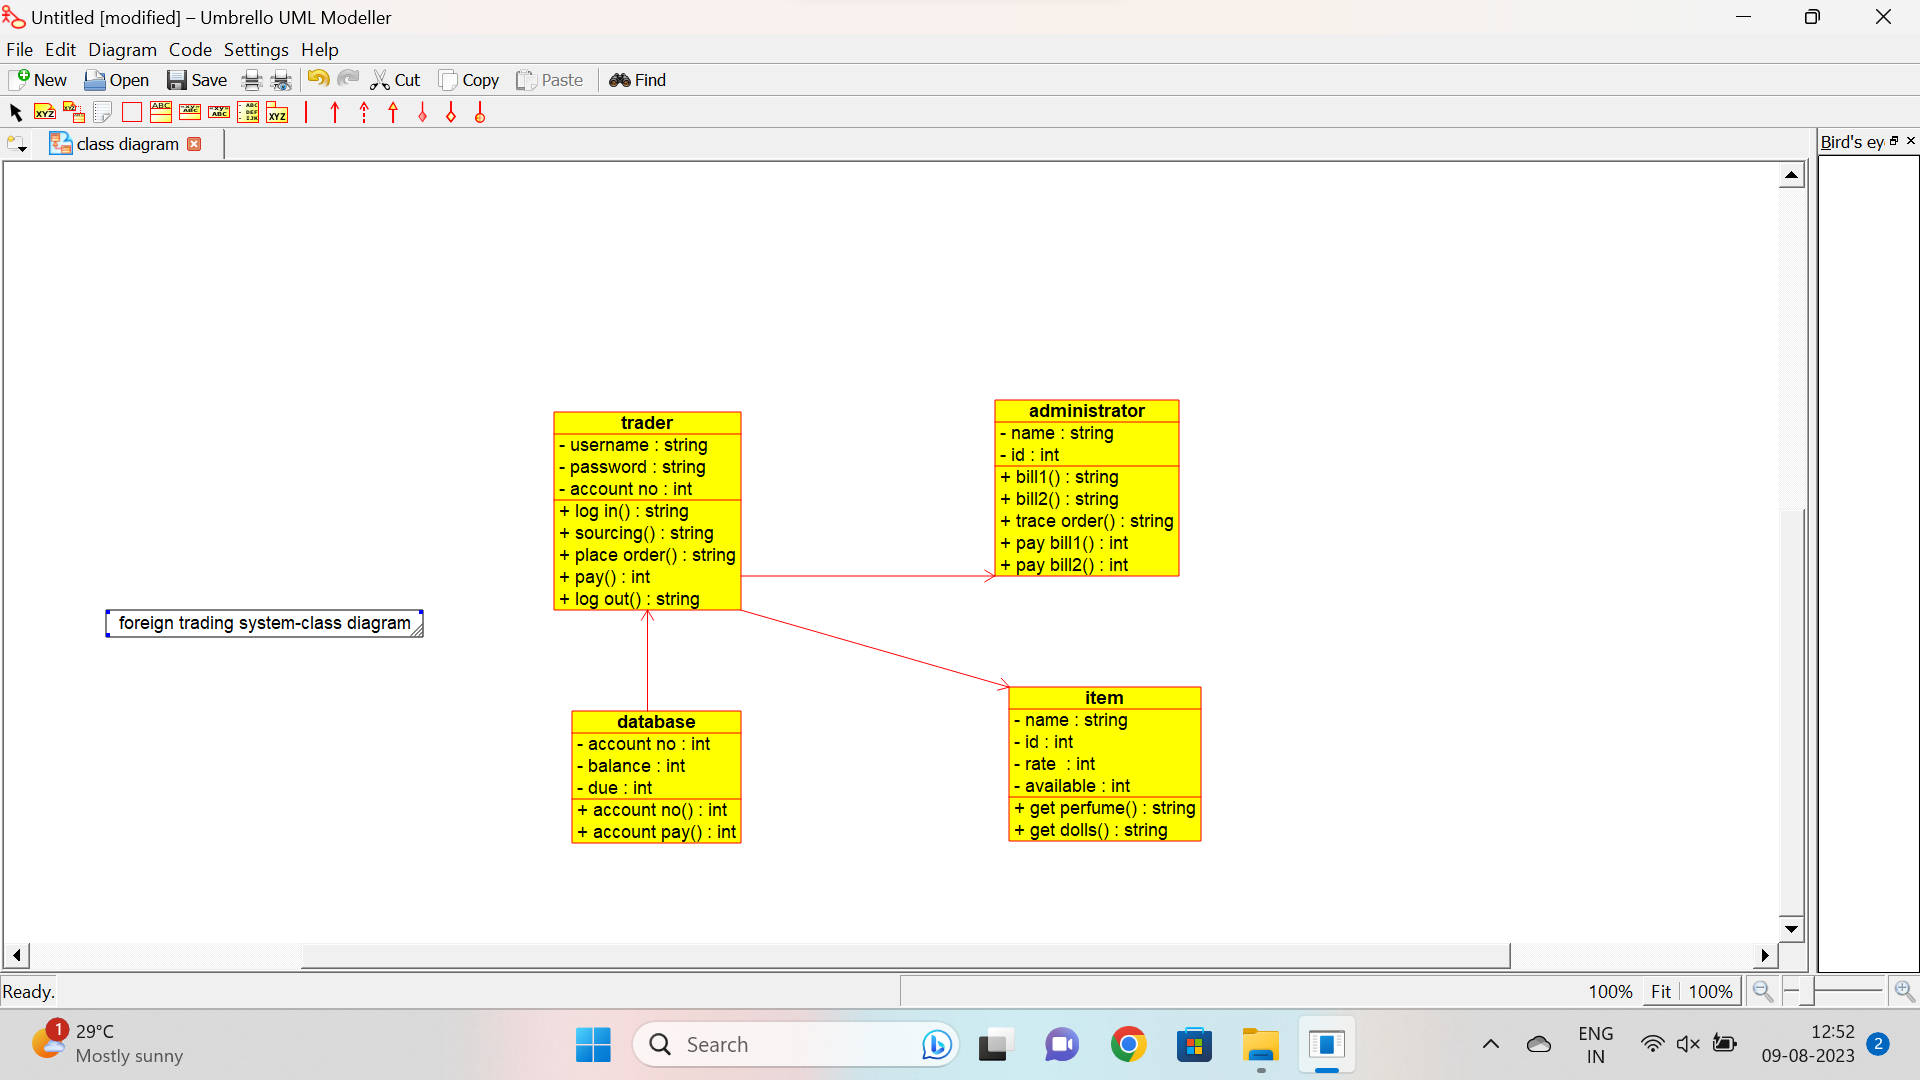 Untitled [modified] – Umbrello UML Modeller
File Edit Diagram Code Settings Help
New Open Save Cut Copy Paste Find
class diagram
Bird's ey
trader
- username : string
- password : string
- account no : int
+ log in() : string
+ sourcing() : string
+ place order() : string
+ pay() : int
+ log out() : string
administrator
- name : string
- id : int
+ bill1() : string
+ bill2() : string
+ trace order() : string
+ pay bill1() : int
+ pay bill2() : int
foreign trading system-class diagram
database
- account no : int
- balance : int
- due : int
+ account no() : int
+ account pay() : int
item
- name : string
- id : int
- rate  : int
- available : int
+ get perfume() : string
+ get dolls() : string
Ready.
100% Fit 100%
1
29°C
Mostly sunny
Search
ENG
IN
12:52
09-08-2023
2